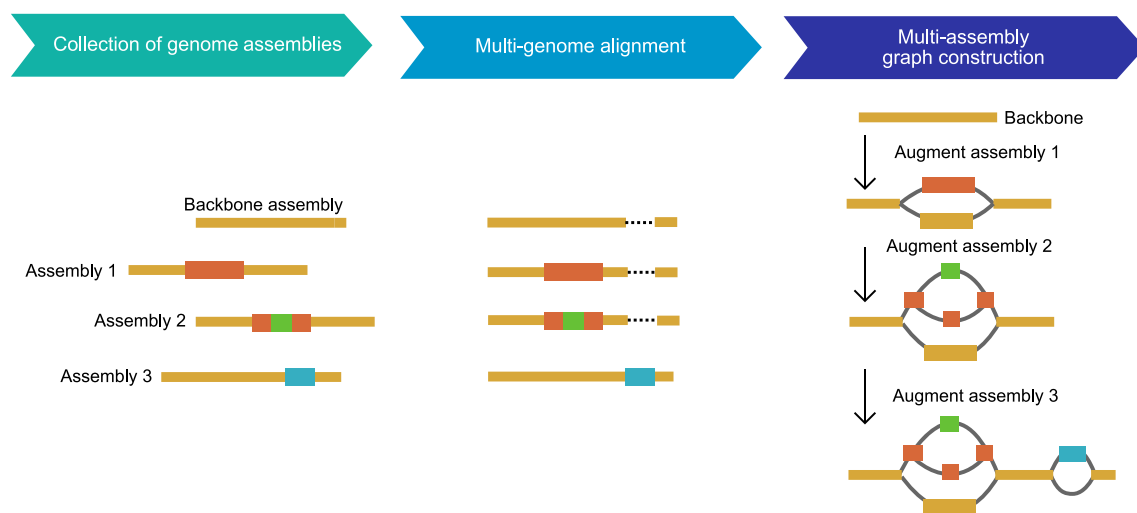 Collection of genome assemblies
Multi-genome alignment
Multi-assembly
graph construction
Backbone assembly
Assembly 1
Assembly 2
Assembly 3
Backbone
Augment assembly 1
Augment assembly 2
Augment assembly 3